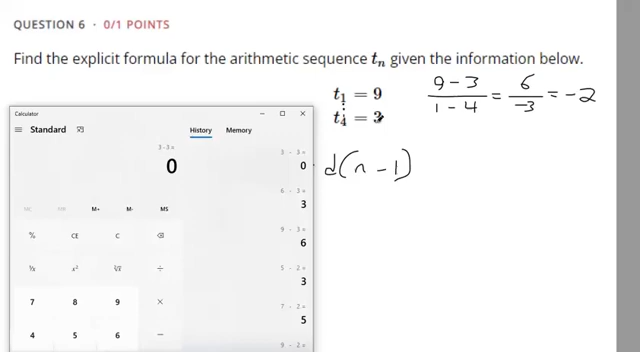 QUESTION 6 • 0/1 POINTS
Find the explicit formula for the arithmetic sequence tₙ given the information below.
t₁ = 9
⋮
t₄ = 3
(9 − 3)/(1 − 4) = 6/−3 = −2
d(n − 1)
Calculator
Standard
History Memory
3 − 3 =
0
MC MR M+ M- MS
% CE C
¹/x x² ²√x ÷
7 8 9 ×
4 5 6 −
3 − 3 =
0
6 − 3 =
3
9 − 3 =
6
5 − 2 =
3
7 − 2 =
5
9 − 2 =